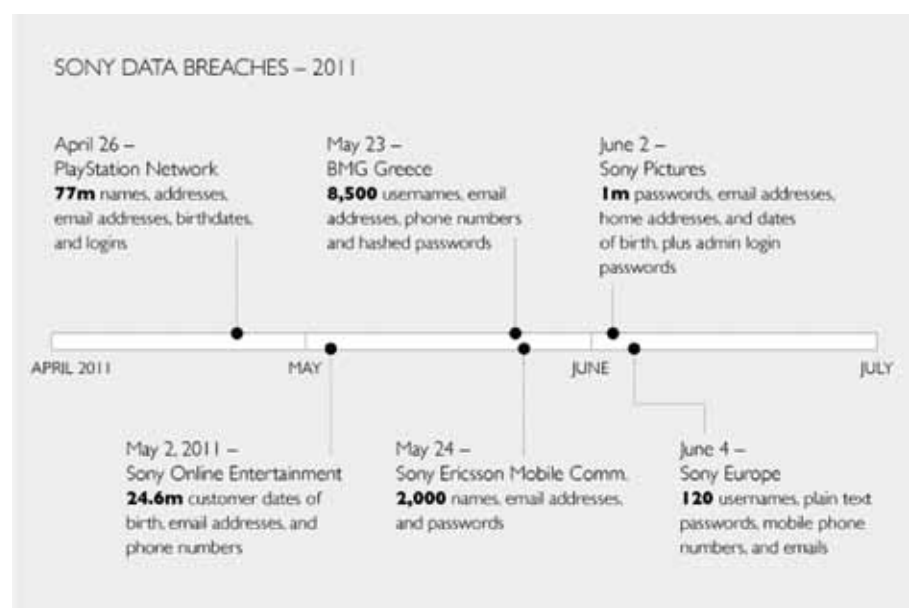 SONY DATA BREACHES – 2011
April 26 –
PlayStation Network
77m names, addresses,
email addresses, birthdates,
and logins
May 23 –
BMG Greece
8,500 usernames, email
addresses, phone numbers
and hashed passwords
June 2 –
Sony Pictures
1m passwords, email addresses,
home addresses, and dates
of birth, plus admin login
passwords
APRIL 2011
MAY
JUNE
JULY
May 2, 2011 –
Sony Online Entertainment
24.6m customer dates of
birth, email addresses, and
phone numbers
May 24 –
Sony Ericsson Mobile Comm.
2,000 names, email addresses,
and passwords
June 4 –
Sony Europe
120 usernames, plain text
passwords, mobile phone
numbers, and emails